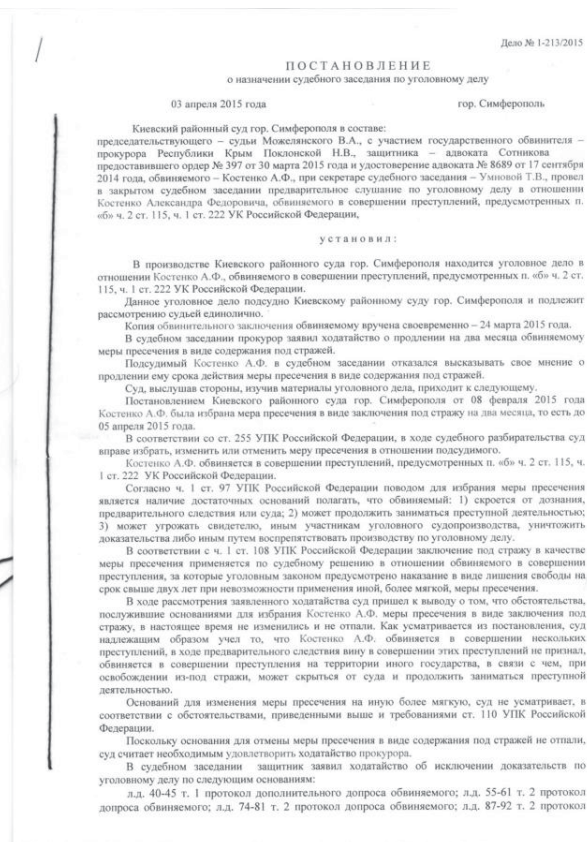 Дело № 1-213/2015
ПОСТАНОВЛЕНИЕ
о назначении судебного заседания по уголовному делу
03 апреля 2015 года гор. Симферополь
Киевский районный суд гор. Симферополя в составе:
председательствующего – судьи Можелянского В.А., с участием государственного обвинителя –
прокурора Республики Крым Поклонской Н.В., защитника – адвоката Сотникова
предоставившего ордер № 397 от 30 марта 2015 года и удостоверение адвоката № 8689 от 17 сентября
2014 года, обвиняемого – Костенко А.Ф., при секретаре судебного заседания – Умновой Т.В., провел
в закрытом судебном заседании предварительное слушание по уголовному делу в отношении
Костенко Александра Федоровича, обвиняемого в совершении преступлений, предусмотренных п.
«б» ч. 2 ст. 115, ч. 1 ст. 222 УК Российской Федерации,
установил:
В производстве Киевского районного суда гор. Симферополя находится уголовное дело в
отношении Костенко А.Ф., обвиняемого в совершении преступлений, предусмотренных п. «б» ч. 2 ст.
115, ч. 1 ст. 222 УК Российской Федерации.
Данное уголовное дело подсудно Киевскому районному суду гор. Симферополя и подлежит
рассмотрению судьей единолично.
Копия обвинительного заключения обвиняемому вручена своевременно – 24 марта 2015 года.
В судебном заседании прокурор заявил ходатайство о продлении на два месяца обвиняемому
меры пресечения в виде содержания под стражей.
Подсудимый Костенко А.Ф. в судебном заседании отказался высказывать свое мнение о
продлении ему срока действия меры пресечения в виде содержания под стражей.
Суд, выслушав стороны, изучив материалы уголовного дела, приходит к следующему.
Постановлением Киевского районного суда гор. Симферополя от 08 февраля 2015 года
Костенко А.Ф. была избрана мера пресечения в виде заключения под стражу на два месяца, то есть до
05 апреля 2015 года.
В соответствии со ст. 255 УПК Российской Федерации, в ходе судебного разбирательства суд
вправе избрать, изменить или отменить меру пресечения в отношении подсудимого.
Костенко А.Ф. обвиняется в совершении преступлений, предусмотренных п. «б» ч. 2 ст. 115, ч.
1 ст. 222 УК Российской Федерации.
Согласно ч. 1 ст. 97 УПК Российской Федерации поводом для избрания меры пресечения
является наличие достаточных оснований полагать, что обвиняемый: 1) скроется от дознания,
предварительного следствия или суда; 2) может продолжить заниматься преступной деятельностью;
3) может угрожать свидетелю, иным участникам уголовного судопроизводства, уничтожить
доказательства либо иным путем воспрепятствовать производству по уголовному делу.
В соответствии с ч. 1 ст. 108 УПК Российской Федерации заключение под стражу в качестве
меры пресечения применяется по судебному решению в отношении обвиняемого в совершении
преступления, за которые уголовным законом предусмотрено наказание в виде лишения свободы на
срок свыше двух лет при невозможности применения иной, более мягкой, меры пресечения.
В ходе рассмотрения заявленного ходатайства суд пришел к выводу о том, что обстоятельства,
послужившие основаниями для избрания Костенко А.Ф. меры пресечения в виде заключения под
стражу, в настоящее время не изменились и не отпали. Как усматривается из постановления, суд
надлежащим образом учел то, что Костенко А.Ф. обвиняется в совершении нескольких
преступлений, в ходе предварительного следствия вину в совершении этих преступлений не признал,
обвиняется в совершении преступления на территории иного государства, в связи с чем, при
освобождении из-под стражи, может скрыться от суда и продолжить заниматься преступной
деятельностью.
Оснований для изменения меры пресечения на иную более мягкую, суд не усматривает, в
соответствии с обстоятельствами, приведенными выше и требованиями ст. 110 УПК Российской
Федерации.
Поскольку основания для отмены меры пресечения в виде содержания под стражей не отпали,
суд считает необходимым удовлетворить ходатайство прокурора.
В судебном заседании защитник заявил ходатайство об исключении доказательств по
уголовному делу по следующим основаниям:
л.д. 40-45 т. 1 протокол дополнительного допроса обвиняемого; л.д. 55-61 т. 2 протокол
допроса обвиняемого; л.д. 74-81 т. 2 протокол допроса обвиняемого; л.д. 87-92 т. 2 протокол